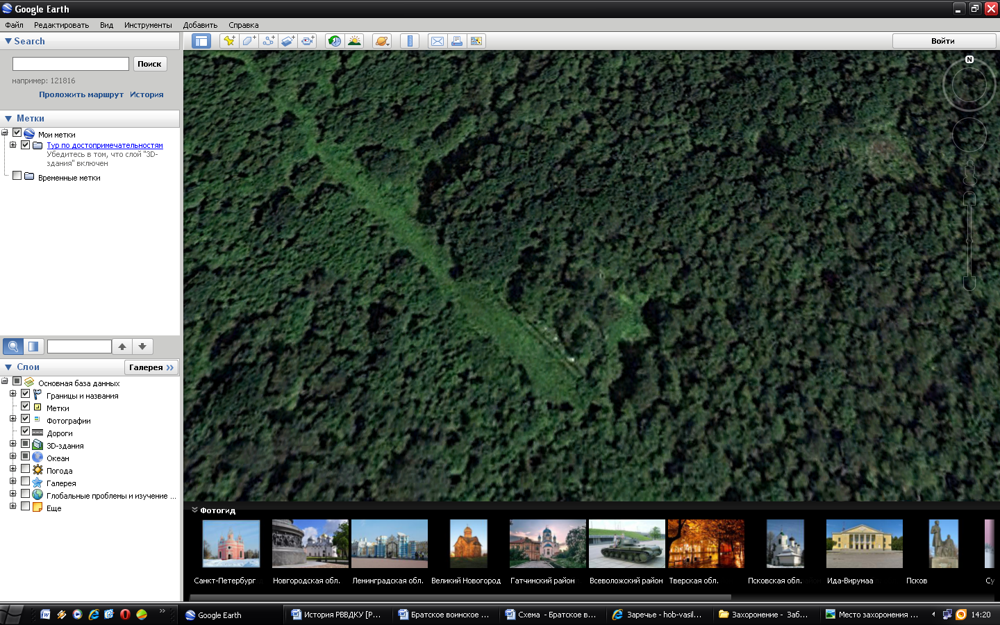 Google Earth
Файл Редактировать Вид Инструменты Добавить Справка
Search
Поиск
например: 121816
Проложить маршрут История
Метки
Мои метки
Тур по достопримечательностям
Убедитесь в том, что слой "3D-
здания" включен
Временные метки
Слои
Галерея
Основная база данных
Границы и названия
Метки
Фотографии
Дороги
3D-здания
Океан
Погода
Галерея
Глобальные проблемы и изучение ...
Еще
Войти
N
Фотогид
Санкт-Петербург Новгородская обл. Ленинградская обл. Великий Новогород Гатчинский район Всеволожский район Тверская обл. Псковская обл. Ида-Вирумаа Псков Су
Google Earth История РВВДКУ [Р... Братское воинское ... Схема - Братское в... Заречье - hob-vasil... Захоронение - Заб... Место захоронения ... 14:20